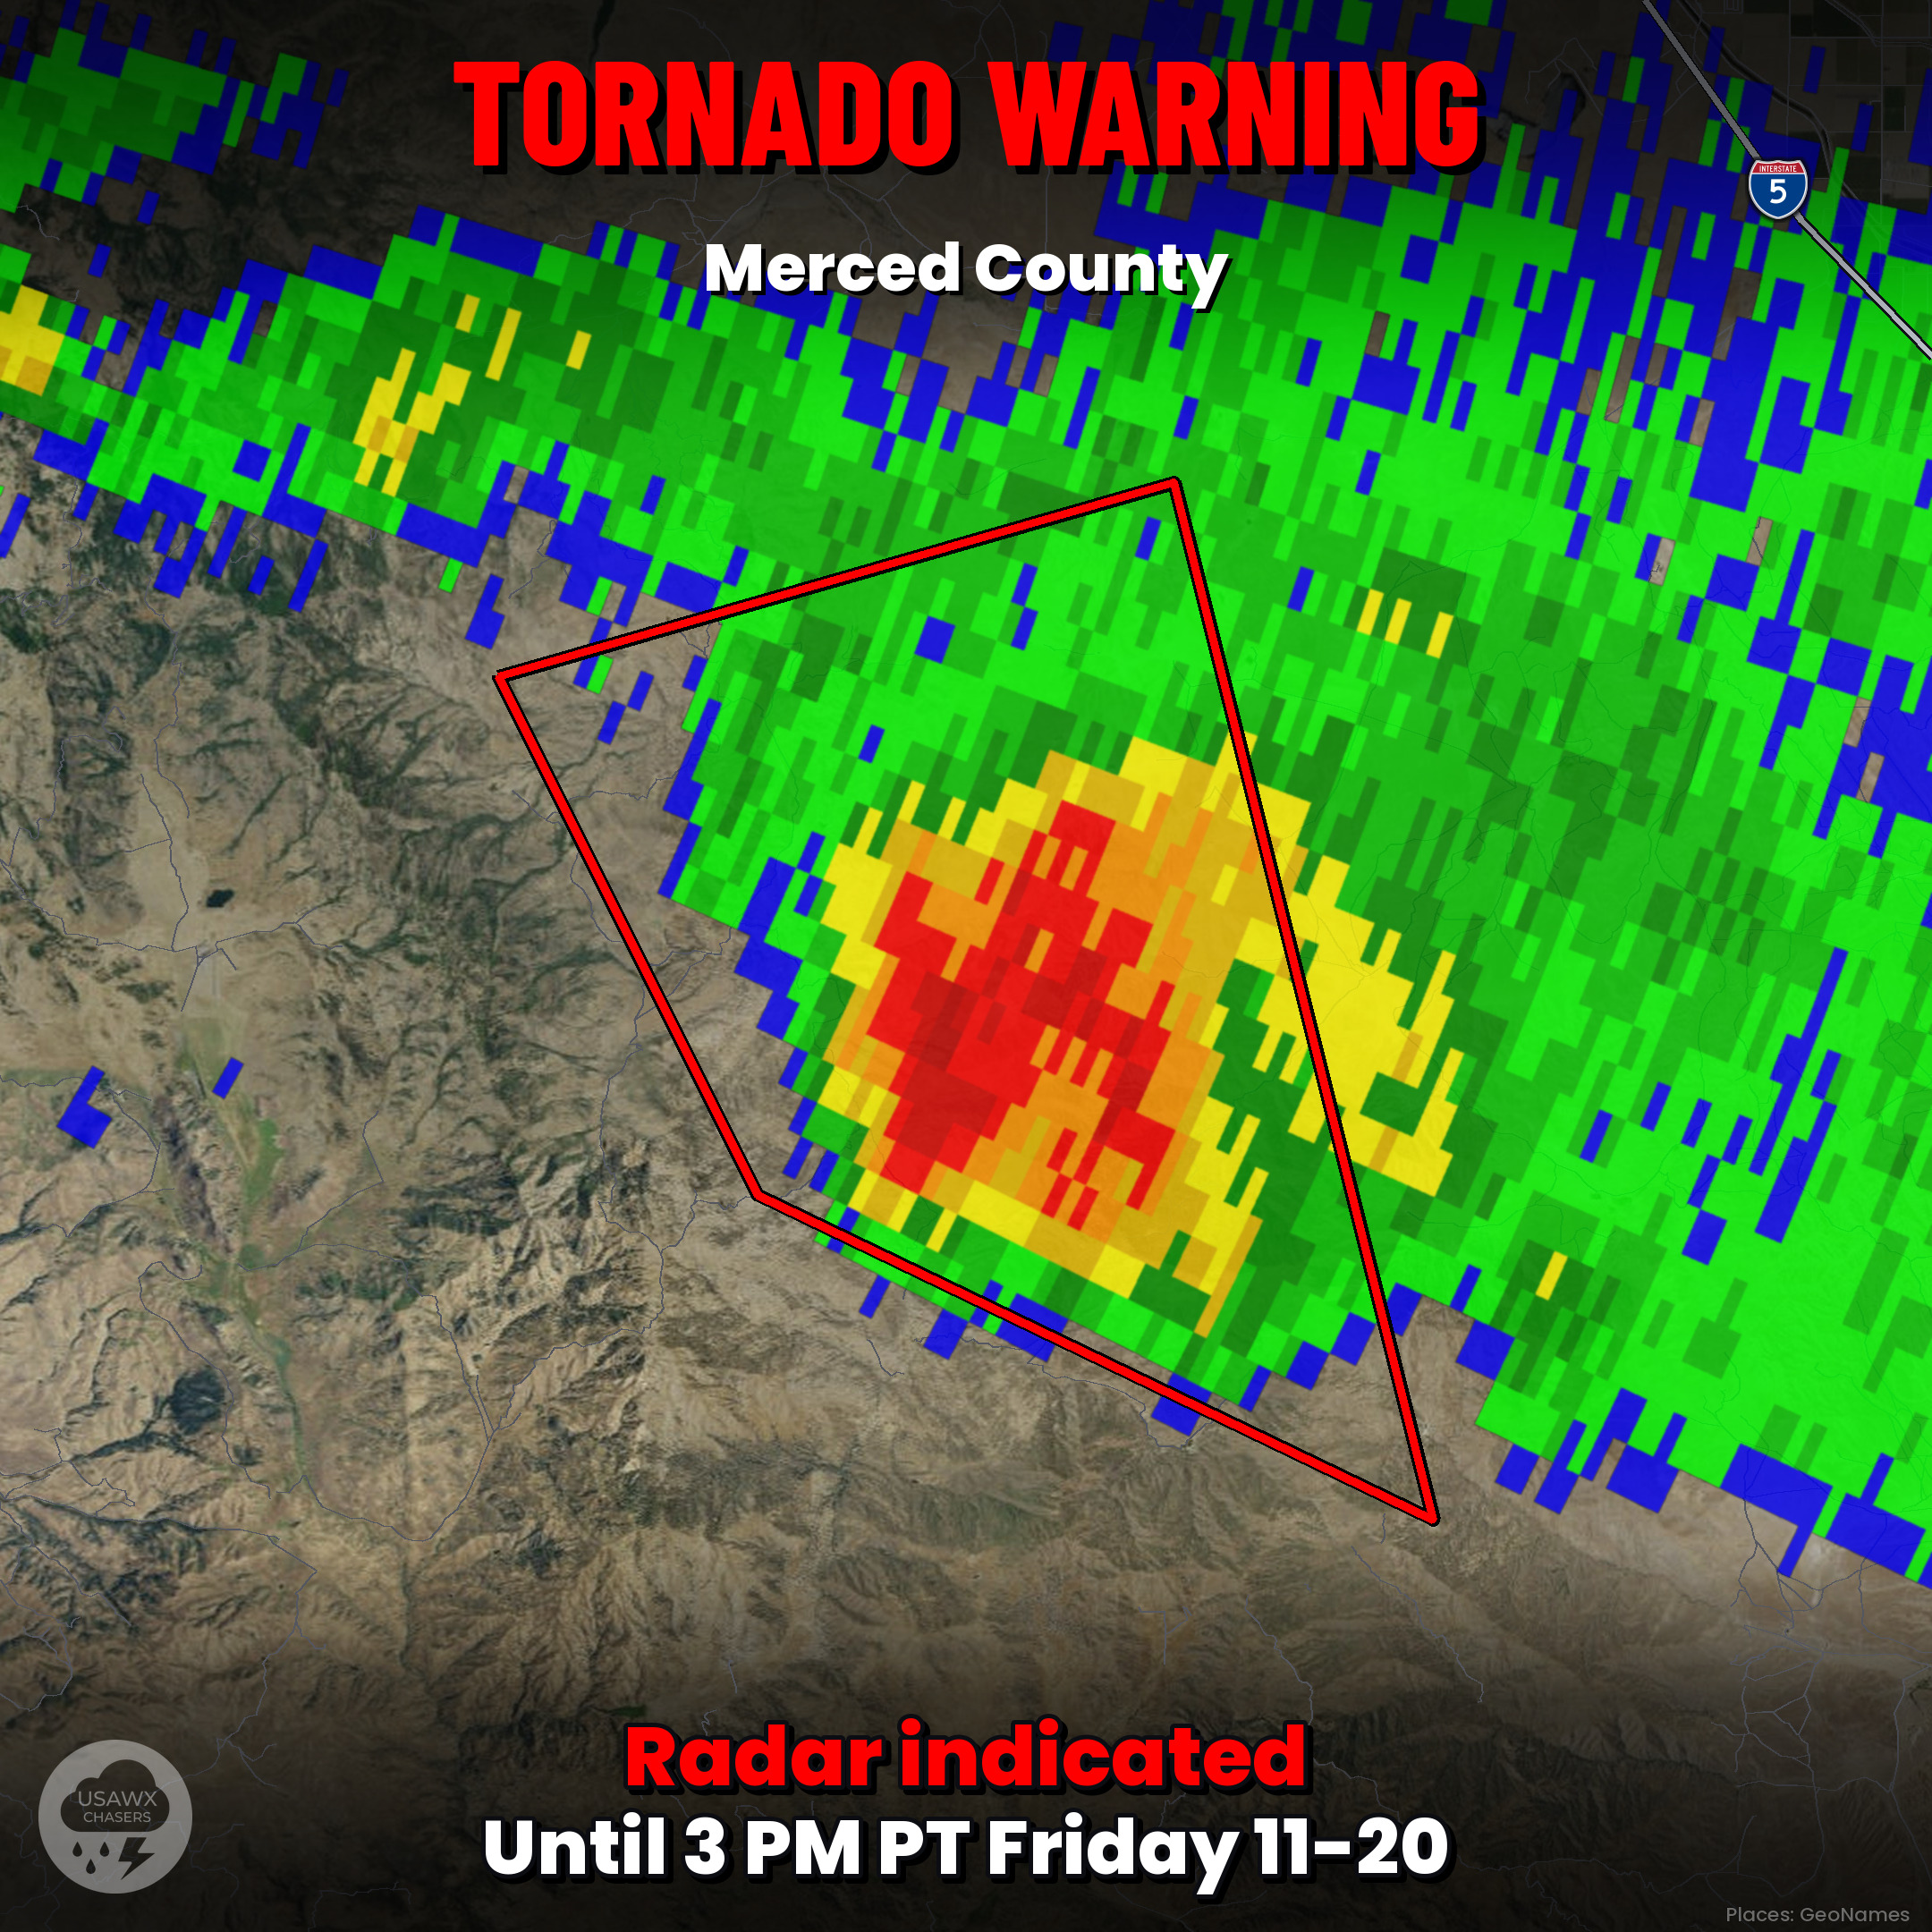 TORNADO WARNING
INTERSTATE
5
Merced County
Radar indicated
Until 3 PM PT Friday 11-20
USAWX
CHASERS
Places: GeoNames